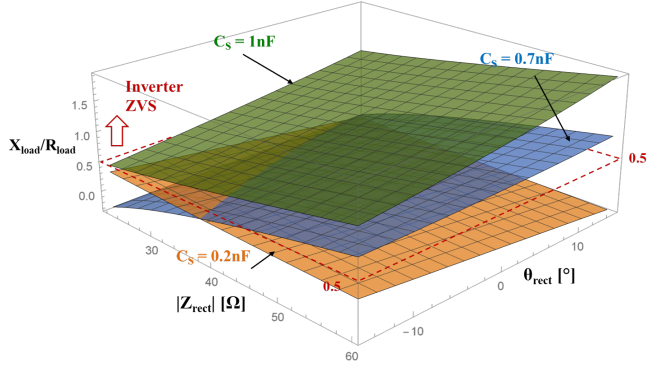 C_s = 1nF
C_s = 0.7nF
Inverter
ZVS
X_load/R_load
1.5
1.0
0.5
0.0
0.5
C_s = 0.2nF
0.5
30
40
50
60
|Z_rect| [Ω]
−10
0
10
θ_rect [°]